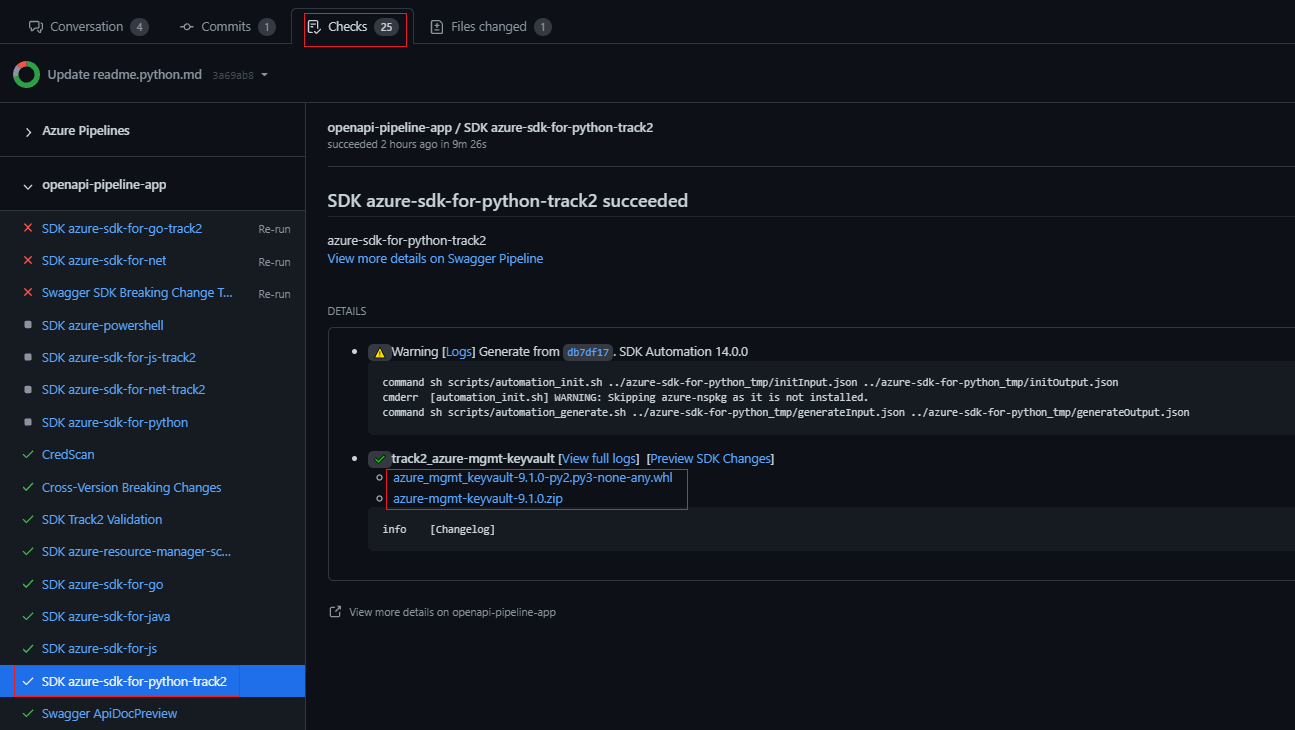 Conversation 4 Commits 1 Checks 25 Files changed 1
Update readme.python.md 3a69ab8
Azure Pipelines
openapi-pipeline-app
SDK azure-sdk-for-go-track2 Re-run
SDK azure-sdk-for-net Re-run
Swagger SDK Breaking Change T... Re-run
SDK azure-powershell
SDK azure-sdk-for-js-track2
SDK azure-sdk-for-net-track2
SDK azure-sdk-for-python
CredScan
Cross-Version Breaking Changes
SDK Track2 Validation
SDK azure-resource-manager-sc...
SDK azure-sdk-for-go
SDK azure-sdk-for-java
SDK azure-sdk-for-js
SDK azure-sdk-for-python-track2
Swagger ApiDocPreview
openapi-pipeline-app / SDK azure-sdk-for-python-track2
succeeded 2 hours ago in 9m 26s
SDK azure-sdk-for-python-track2 succeeded
azure-sdk-for-python-track2
View more details on Swagger Pipeline
DETAILS
Warning [Logs] Generate from db7df17. SDK Automation 14.0.0
command sh scripts/automation_init.sh ../azure-sdk-for-python_tmp/initInput.json ../azure-sdk-for-python_tmp/initOutput.json
cmderr [automation_init.sh] WARNING: Skipping azure-nspkg as it is not installed.
command sh scripts/automation_generate.sh ../azure-sdk-for-python_tmp/generateInput.json ../azure-sdk-for-python_tmp/generateOutput.json
track2_azure-mgmt-keyvault [View full logs] [Preview SDK Changes]
azure_mgmt_keyvault-9.1.0-py2.py3-none-any.whl
azure-mgmt-keyvault-9.1.0.zip
info [Changelog]
View more details on openapi-pipeline-app